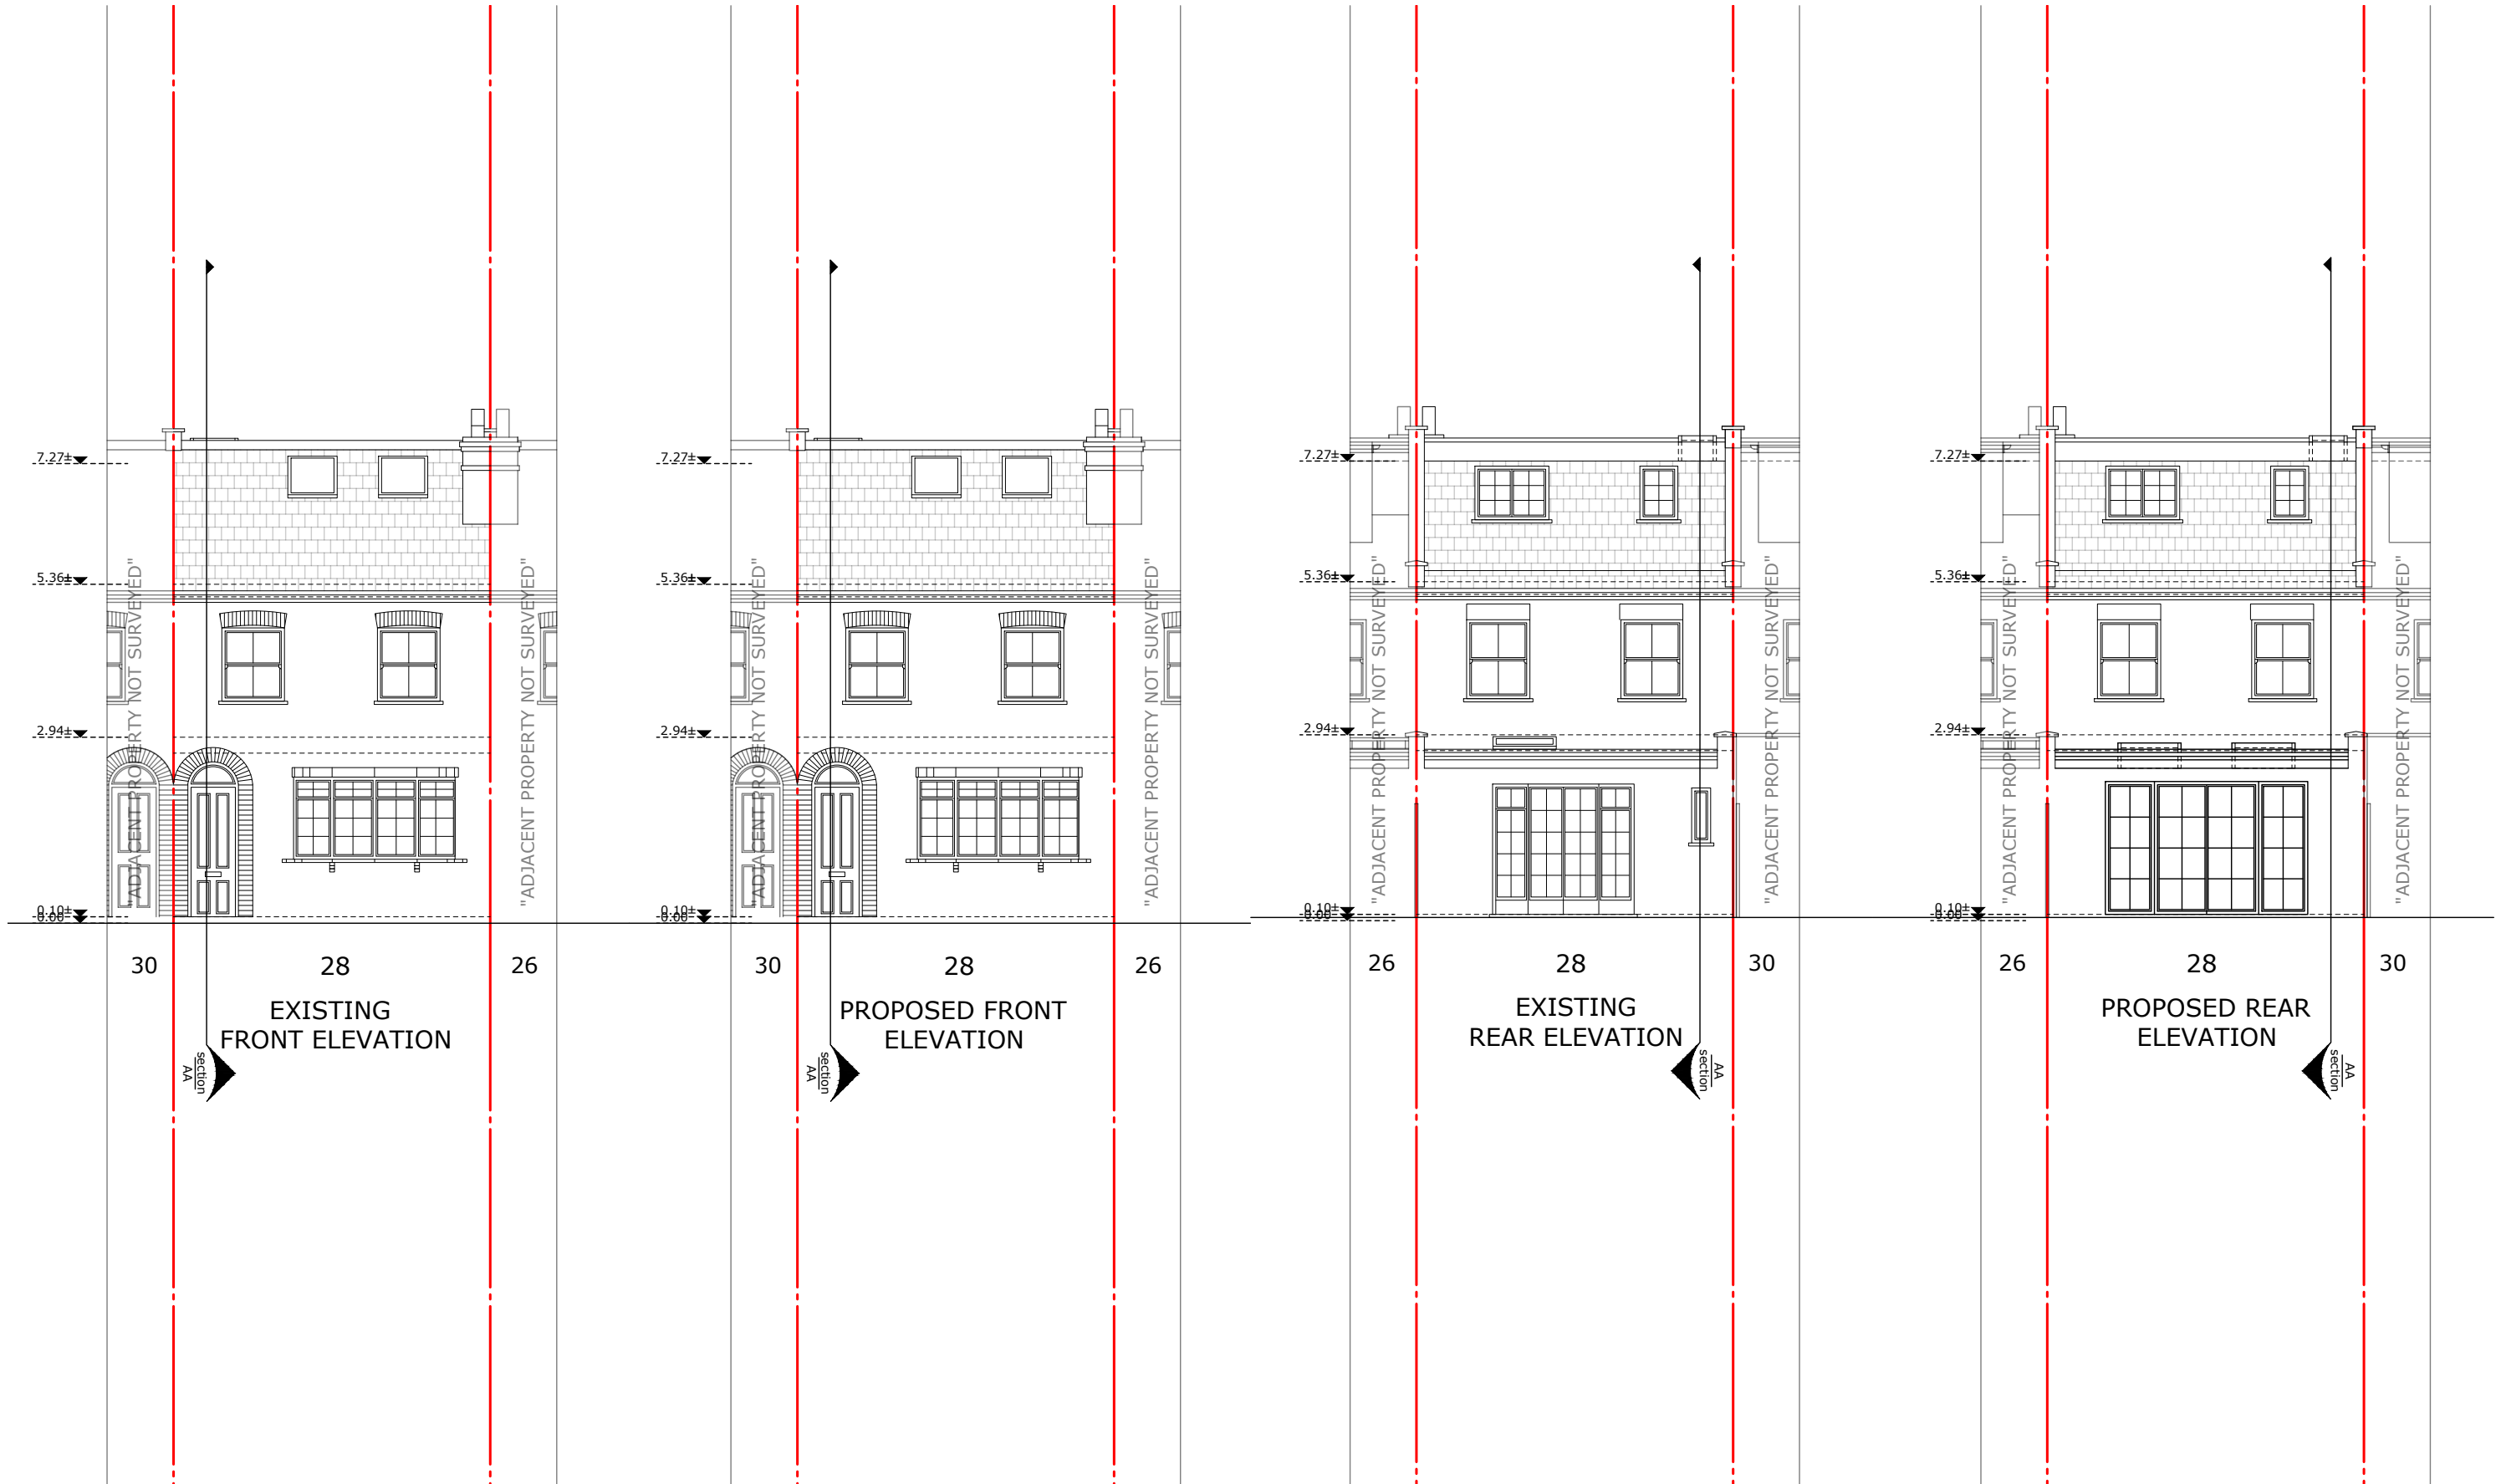 7.27±
5.36±
2.94±
0.10±
0.00
"ADJACENT PROPERTY NOT SURVEYED"
"ADJACENT PROPERTY NOT SURVEYED"
30
28
26
EXISTING
FRONT ELEVATION
section
AA
7.27±
5.36±
2.94±
0.10±
0.00
"ADJACENT PROPERTY NOT SURVEYED"
"ADJACENT PROPERTY NOT SURVEYED"
30
28
26
PROPOSED FRONT
ELEVATION
section
AA
7.27±
5.36±
2.94±
0.10±
0.00
"ADJACENT PROPERTY NOT SURVEYED"
"ADJACENT PROPERTY NOT SURVEYED"
26
28
30
EXISTING
REAR ELEVATION
AA
section
7.27±
5.36±
2.94±
0.10±
0.00
"ADJACENT PROPERTY NOT SURVEYED"
"ADJACENT PROPERTY NOT SURVEYED"
26
28
30
PROPOSED REAR
ELEVATION
AA
section